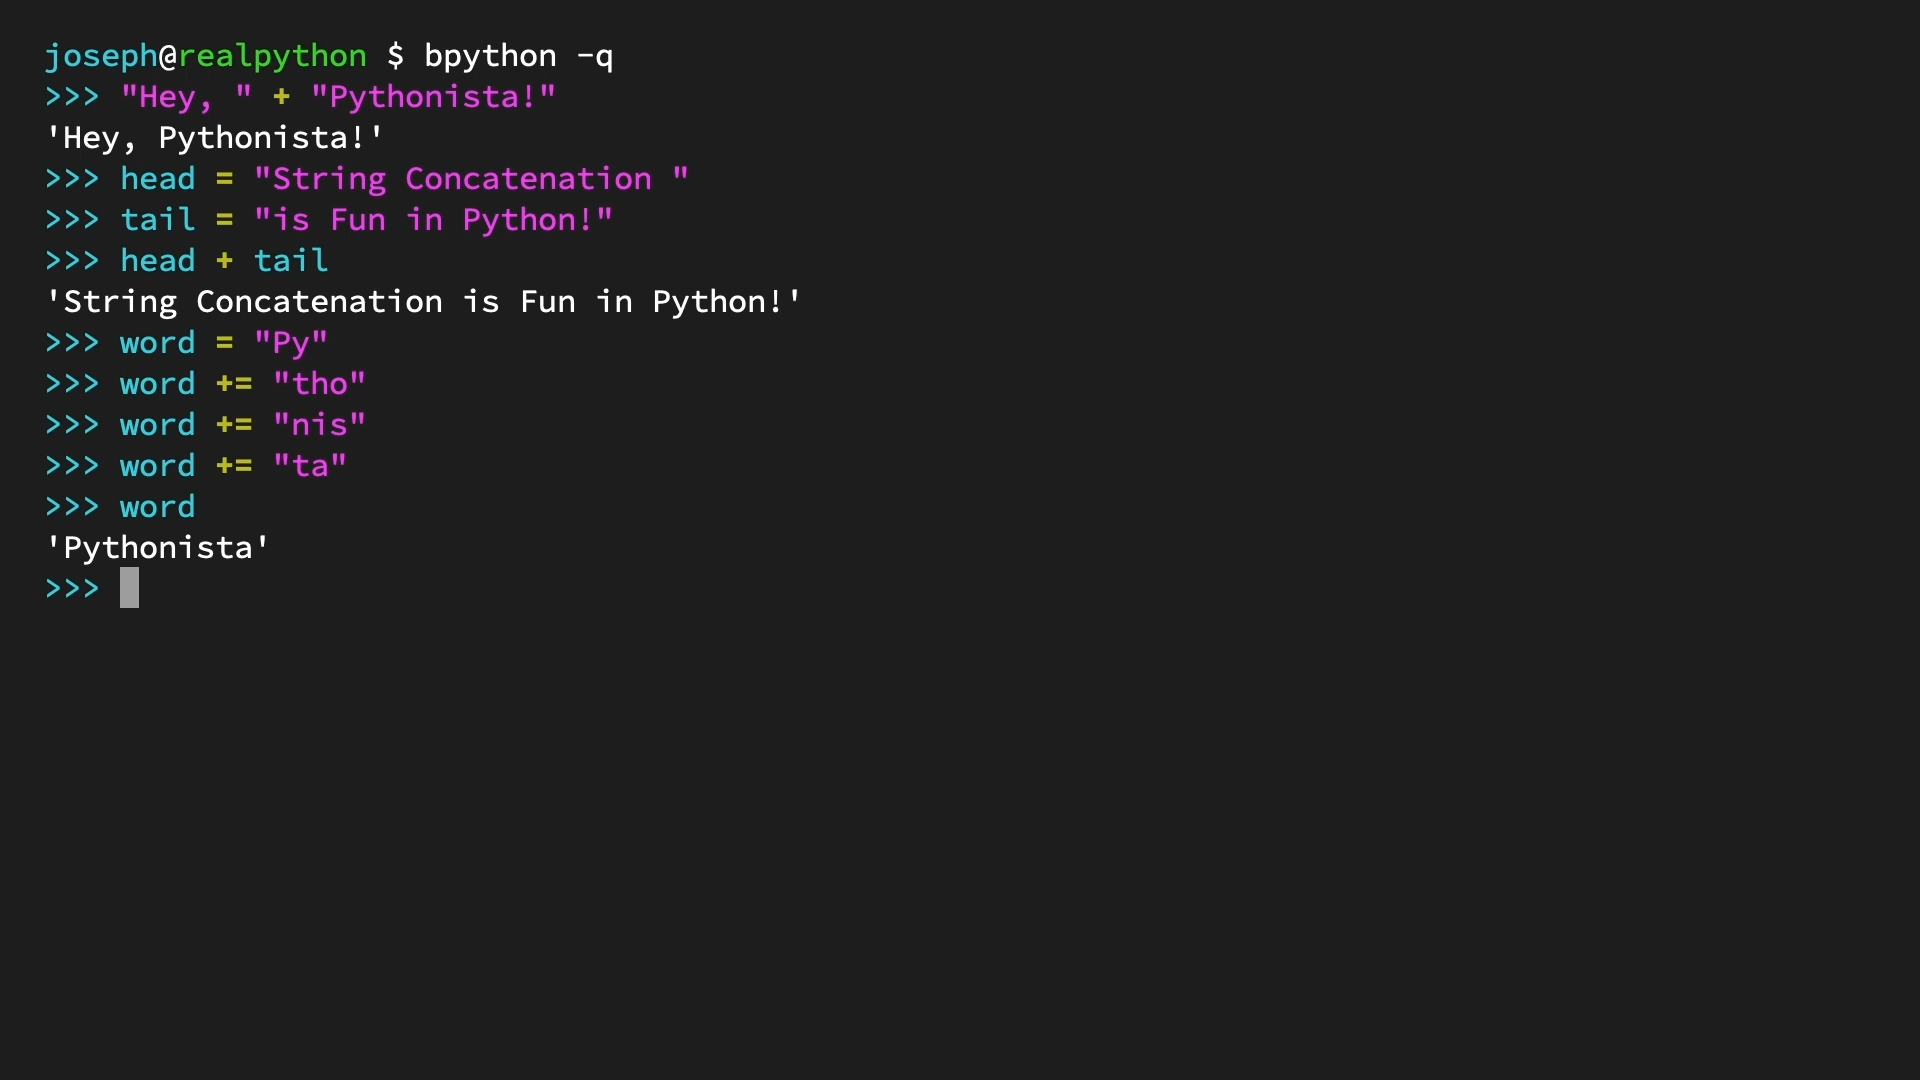 joseph@realpython $ bpython -q
>>> "Hey, " + "Pythonista!"
'Hey, Pythonista!'
>>> head = "String Concatenation "
>>> tail = "is Fun in Python!"
>>> head + tail
'String Concatenation is Fun in Python!'
>>> word = "Py"
>>> word += "tho"
>>> word += "nis"
>>> word += "ta"
>>> word
'Pythonista'
>>>